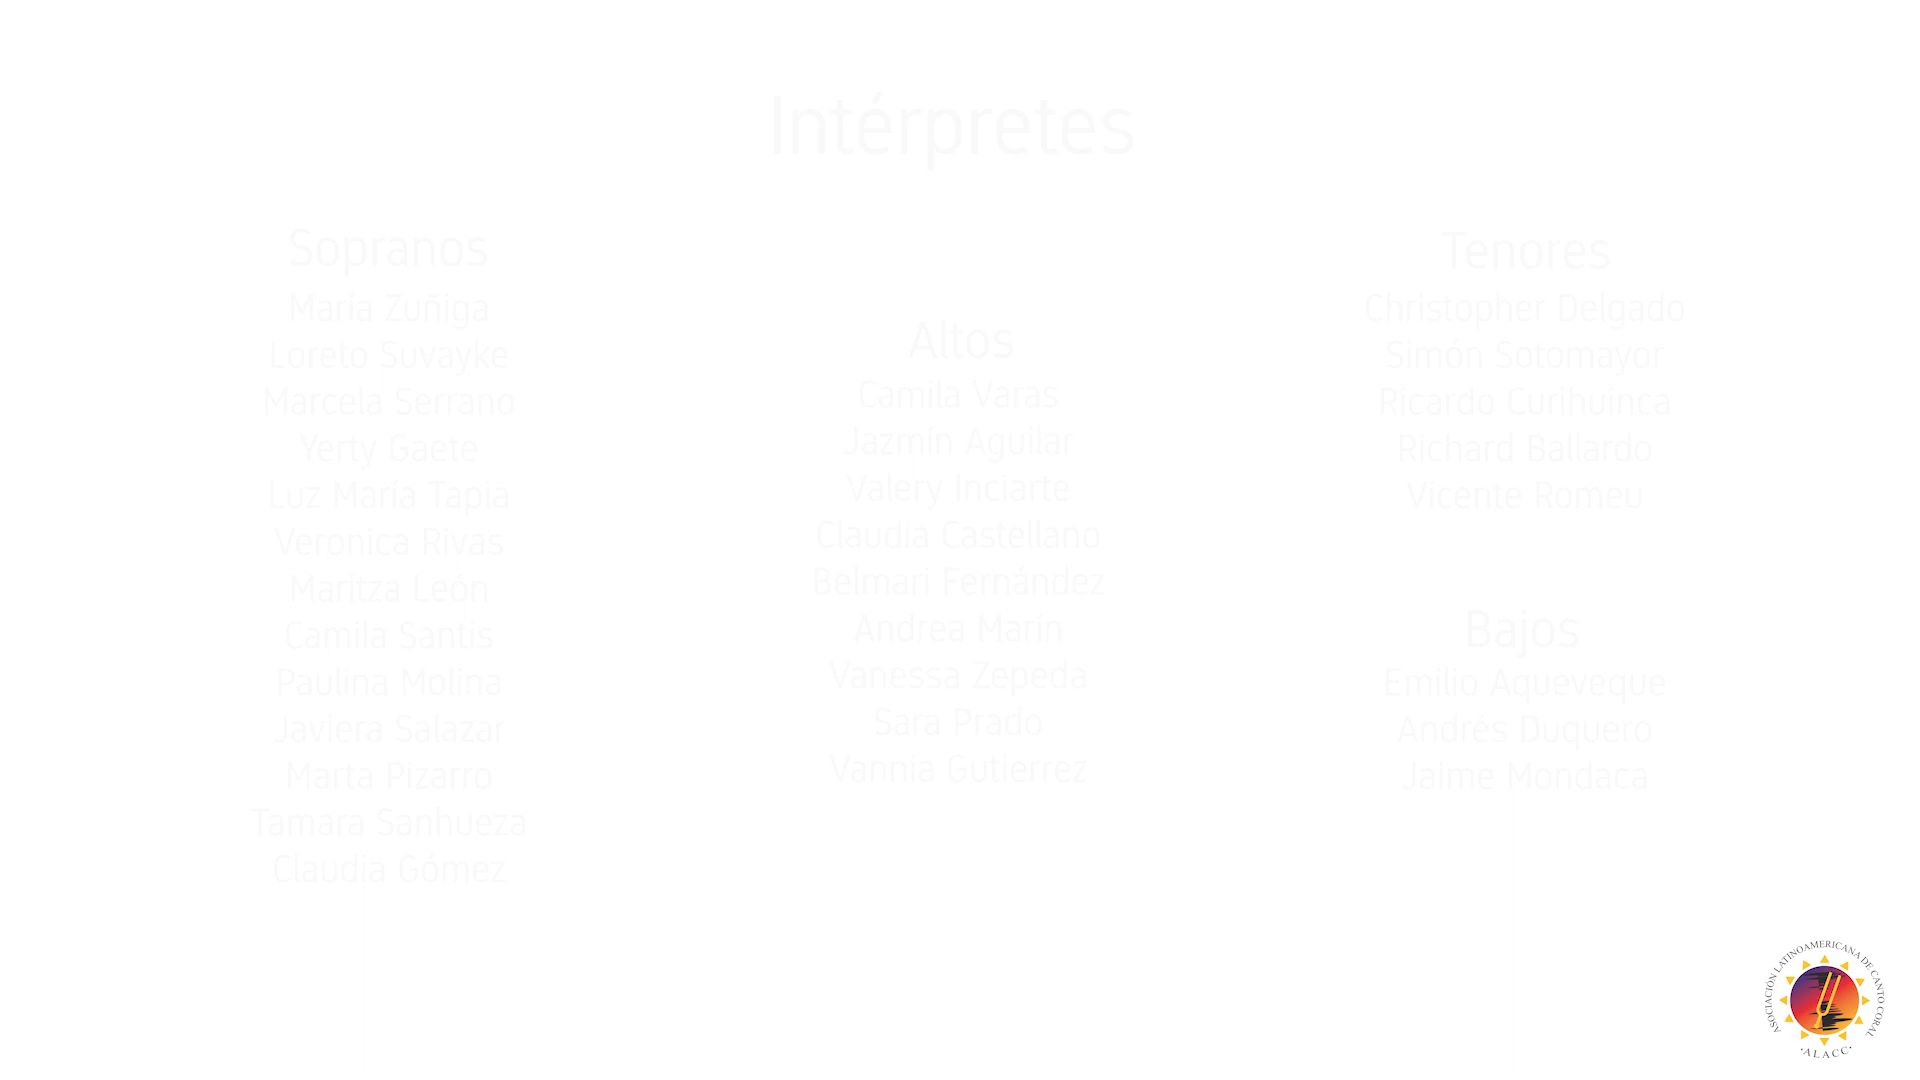 Intérpretes
Sopranos
María Zuñiga
Loreto Suvayke
Marcela Serrano
Yerty Gaete
Luz María Tapia
Veronica Rivas
Maritza León
Camila Santis
Paulina Molina
Javiera Salazar
Marta Pizarro
Tamara Sanhueza
Claudia Gómez
Altos
Camila Varas
Jazmín Aguilar
Valery Inciarte
Claudia Castellano
Belmari Fernández
Andrea Marín
Vanessa Zepeda
Sara Prado
Vannia Gutierrez
Tenores
Christopher Delgado
Simón Sotomayor
Ricardo Curihuinca
Richard Ballardo
Vicente Romeu
Bajos
Emilio Aqueveque
Andrés Duquero
Jaime Mondaca
ASOCIACIÓN LATINOAMERICANA DE CANTO CORAL
·ALACC·